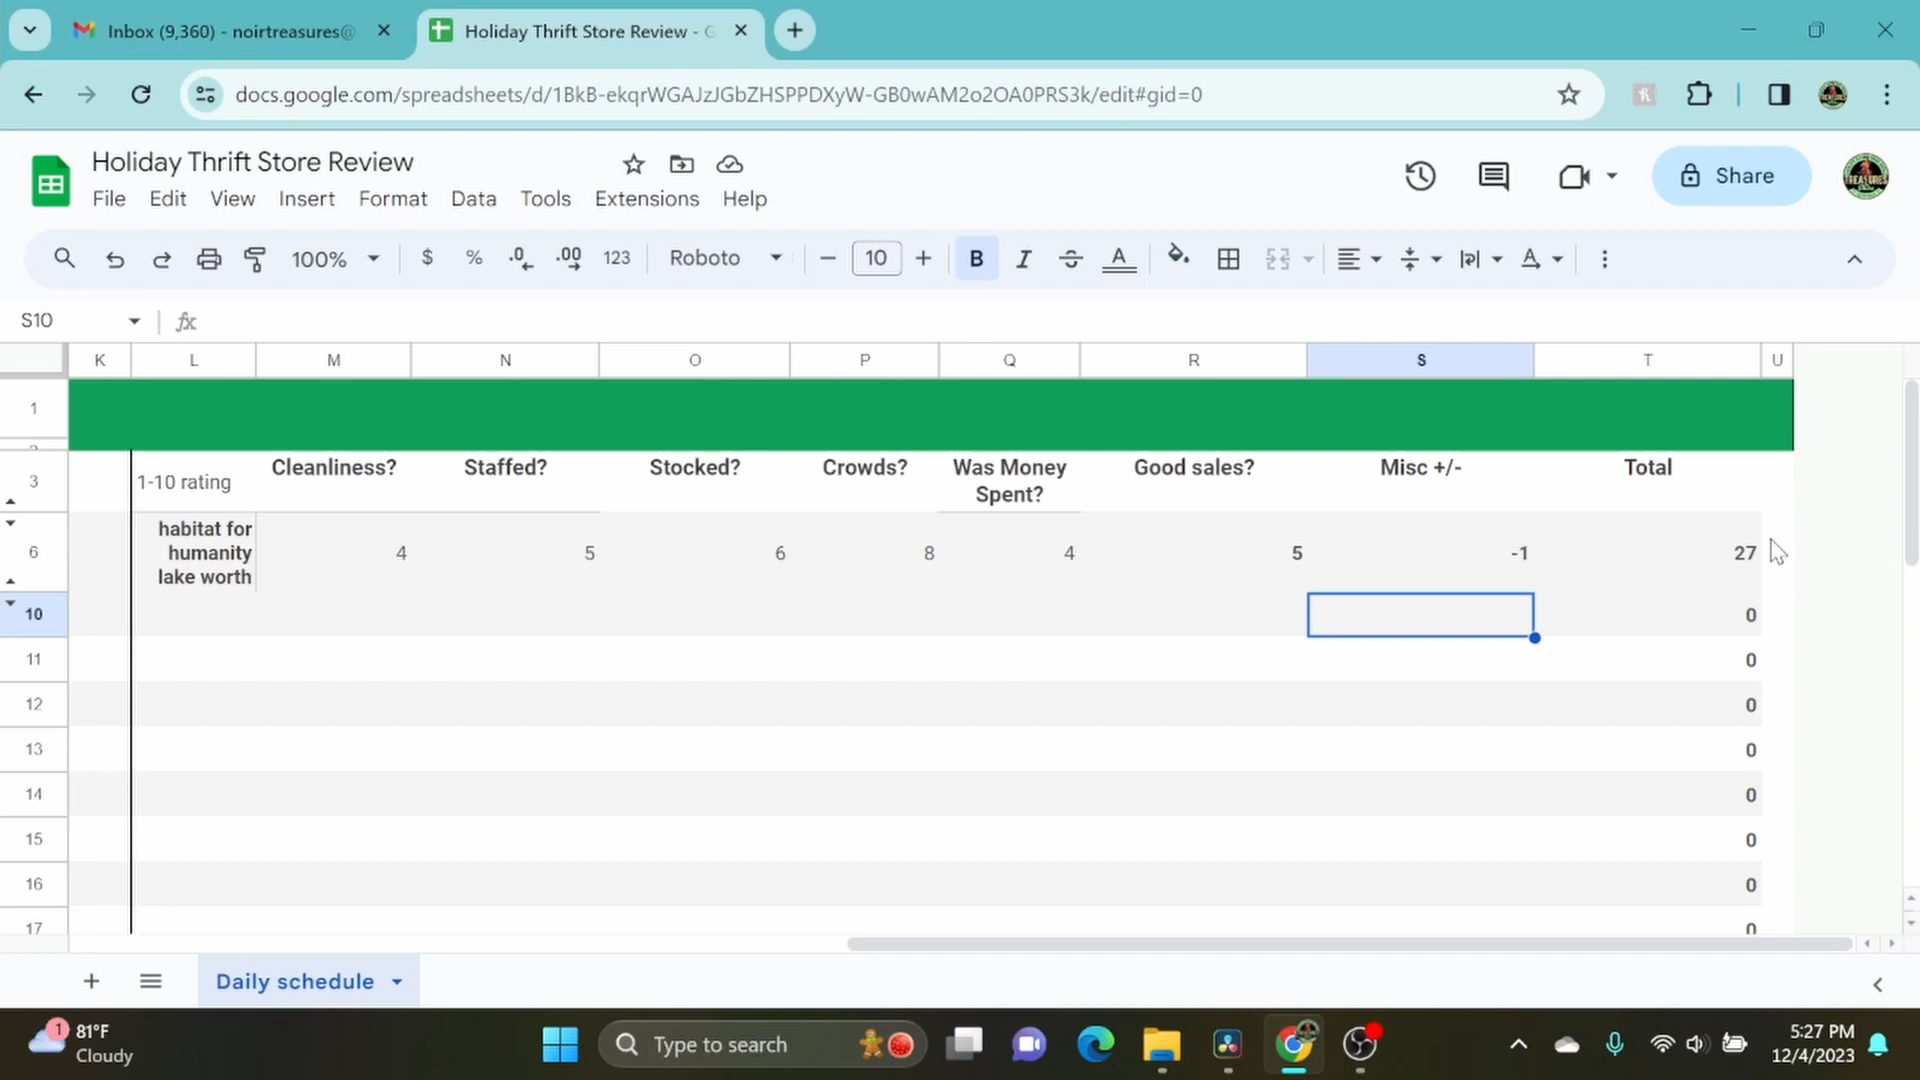 Inbox (9,360) - noirtreasures@
Holiday Thrift Store Review - G
docs.google.com/spreadsheets/d/1BkB-ekqrWGAJzJGbZHSPPDXyW-GB0wAM2o2OA0PRS3k/edit#gid=0
Holiday Thrift Store Review
File Edit View Insert Format Data Tools Extensions Help
Share
100% $ % .0 .00 123 Roboto - 10 + B I S A
S10 fx
K L M N O P Q R S T U
1
3 1-10 rating Cleanliness? Staffed? Stocked? Crowds? Was Money Spent? Good sales? Misc +/- Total
6 habitat for humanity lake worth 4 5 6 8 4 5 -1 27
10 0
11 0
12 0
13 0
14 0
15 0
16 0
17 0
+ Daily schedule
1 81°F
Cloudy
Type to search
5:27 PM
12/4/2023